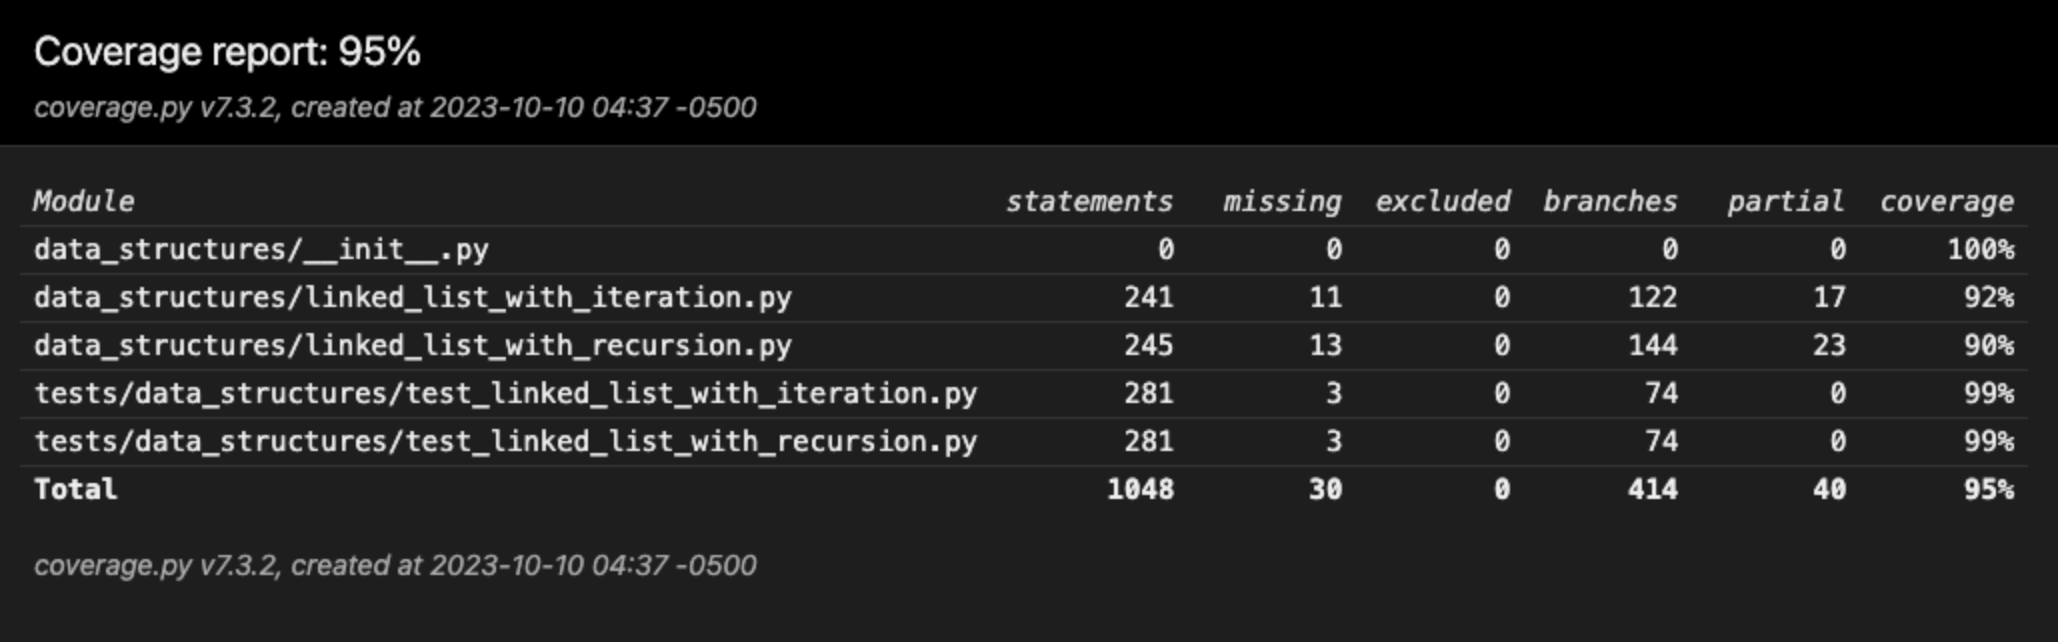 Coverage report: 95%
coverage.py v7.3.2, created at 2023-10-10 04:37 -0500
Module statements missing excluded branches partial coverage
data_structures/__init__.py 0 0 0 0 0 100%
data_structures/linked_list_with_iteration.py 241 11 0 122 17 92%
data_structures/linked_list_with_recursion.py 245 13 0 144 23 90%
tests/data_structures/test_linked_list_with_iteration.py 281 3 0 74 0 99%
tests/data_structures/test_linked_list_with_recursion.py 281 3 0 74 0 99%
Total 1048 30 0 414 40 95%
coverage.py v7.3.2, created at 2023-10-10 04:37 -0500